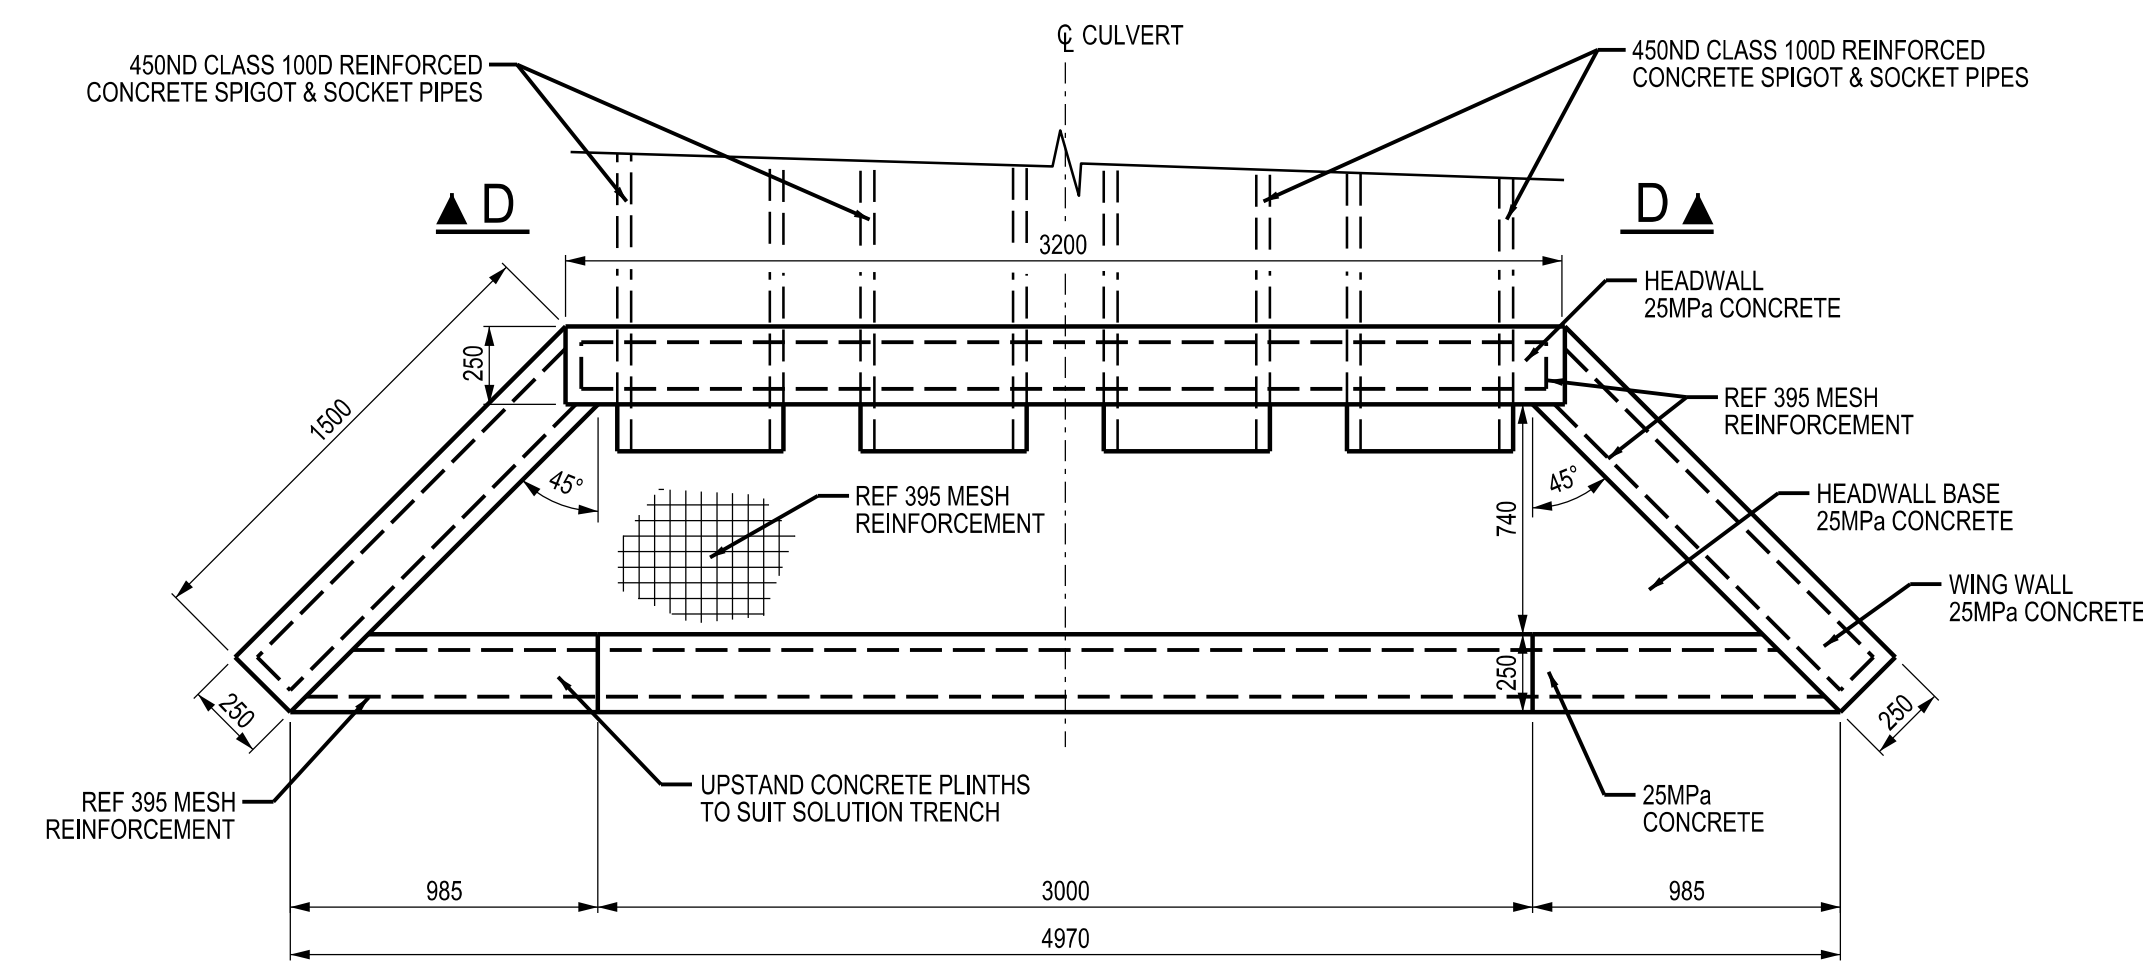 ℄ CULVERT
450ND CLASS 100D REINFORCED
CONCRETE SPIGOT & SOCKET PIPES
450ND CLASS 100D REINFORCED
CONCRETE SPIGOT & SOCKET PIPES
D
D
3200
HEADWALL
25MPa CONCRETE
250
1500
REF 395 MESH
REINFORCEMENT
45°
45°
REF 395 MESH
REINFORCEMENT
740
HEADWALL BASE
25MPa CONCRETE
WING WALL
25MPa CONCRETE
250
250
250
UPSTAND CONCRETE PLINTHS
TO SUIT SOLUTION TRENCH
REF 395 MESH
REINFORCEMENT
25MPa
CONCRETE
985
3000
985
4970